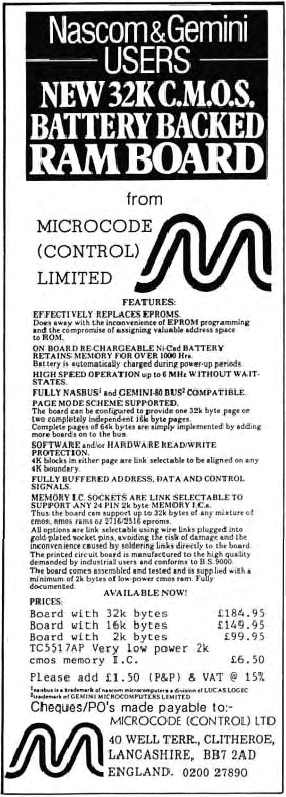 Nascom & Gemini
USERS
NEW 32K C.M.O.S.
BATTERY BACKED
RAM BOARD
from
MICROCODE
(CONTROL)
LIMITED
FEATURES:
EFFECTIVELY REPLACES EPROMS.
Does away with the inconvenience of EPROM programming
and the compromise of assigning valuable address space
to ROM.
ON BOARD RE-CHARGEABLE Ni-Cad BATTERY
RETAINS MEMORY FOR OVER 1000 Hrs.
Battery is automatically charged during power-up periods.
HIGH SPEED OPERATION up to 6 MHz WITHOUT WAIT-
STATES.
FULLY NASBUS¹ and GEMINI-80 BUS² COMPATIBLE.
PAGE MODE SCHEME SUPPORTED.
The board can be configured to provide one 32k byte page or
two completely independent 16k byte pages.
Complete pages of 64k bytes are simply implemented by adding
more boards on to the bus.
SOFTWARE and/or HARDWARE READ/WRITE
PROTECTION.
4K blocks in either page are link selectable to be aligned on any
4K boundary.
FULLY BUFFERED ADDRESS, DATA AND CONTROL
SIGNALS.
MEMORY I.C. SOCKETS ARE LINK SELECTABLE TO
SUPPORT ANY 24 PIN 2k byte MEMORY I.C.s.
Thus the board can support up to 32k bytes of any mixture of
cmos, nmos rams or 2716/2516 eproms.
All options are link selectable using wire links plugged into
gold-plated socket pins, avoiding the risk of damage and the
inconvenience caused by soldering links directly to the board.
The printed circuit board is manufactured to the high quality
demanded by industrial users and conforms to B.S.9000.
The board comes assembled and tested and is supplied with a
minimum of 2k bytes of low-power cmos ram. Fully
documented.
AVAILABLE NOW!
PRICES:
Board with 32k bytes £184.95
Board with 16k bytes £149.95
Board with 2k bytes £99.95
TC5517AP Very low power 2k
cmos memory I.C. £6.50
Please add £1.50 (P&P) & VAT @ 15%
¹nasbus is a trademark of nascom microcomputers a division of LUCAS LOGIC
²trademark of GEMINI MICROCOMPUTERS LIMITED
Cheques/PO's made payable to:-
MICROCODE (CONTROL) LTD
40 WELL TERR., CLITHEROE,
LANCASHIRE, BB7 2AD
ENGLAND. 0200 27890